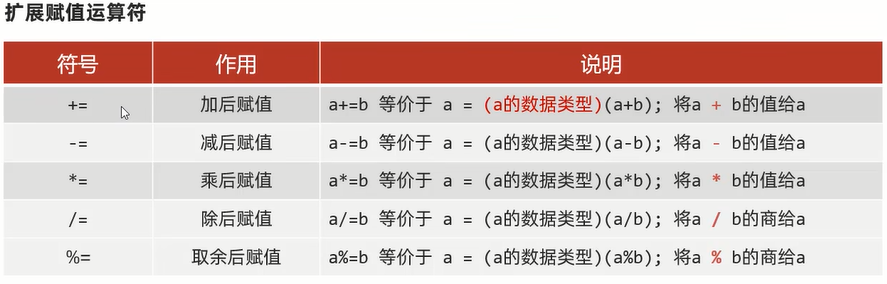 扩展赋值运算符
符号 作用 说明
+= 加后赋值 a+=b 等价于 a = (a的数据类型)(a+b); 将a + b的值给a
-= 减后赋值 a-=b 等价于 a = (a的数据类型)(a-b); 将a - b的值给a
*= 乘后赋值 a*=b 等价于 a = (a的数据类型)(a*b); 将a * b的值给a
/= 除后赋值 a/=b 等价于 a = (a的数据类型)(a/b); 将a / b的商给a
%= 取余后赋值 a%=b 等价于 a = (a的数据类型)(a%b); 将a % b的商给a